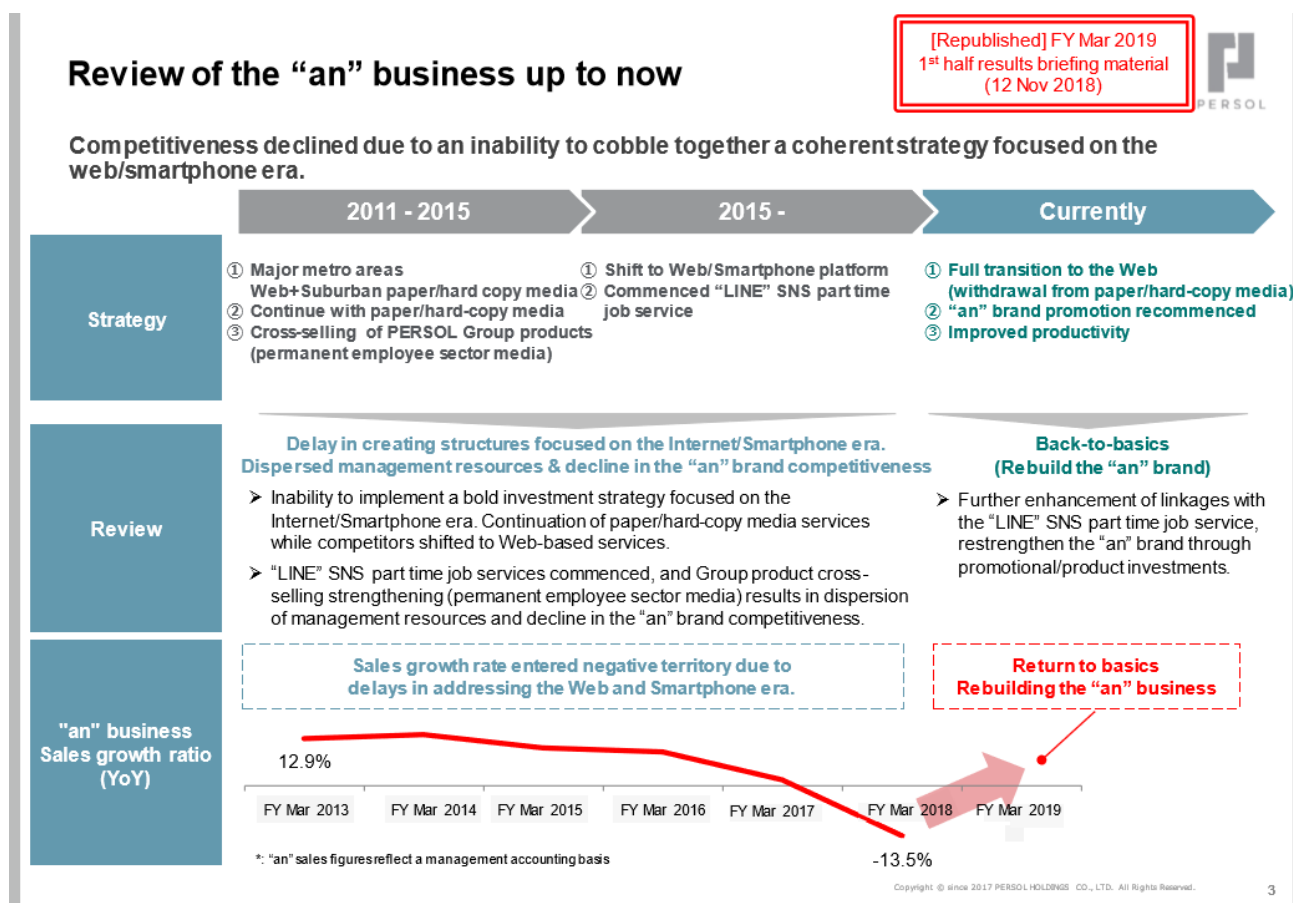 [Republished] FY Mar 2019
1st half results briefing material
(12 Nov 2018)
PERSOL
Review of the “an” business up to now
Competitiveness declined due to an inability to cobble together a coherent strategy focused on the
web/smartphone era.
2011 - 2015
2015 -
Currently
Strategy
① Major metro areas
Web+Suburban paper/hard copy media
② Continue with paper/hard-copy media
③ Cross-selling of PERSOL Group products
(permanent employee sector media)
① Shift to Web/Smartphone platform
② Commenced “LINE” SNS part time
job service
① Full transition to the Web
(withdrawal from paper/hard-copy media)
② “an” brand promotion recommenced
③ Improved productivity
Review
Delay in creating structures focused on the Internet/Smartphone era.
Dispersed management resources & decline in the “an” brand competitiveness
➢ Inability to implement a bold investment strategy focused on the
Internet/Smartphone era. Continuation of paper/hard-copy media services
while competitors shifted to Web-based services.
➢ “LINE” SNS part time job services commenced, and Group product cross-
selling strengthening (permanent employee sector media) results in dispersion
of management resources and decline in the “an” brand competitiveness.
Back-to-basics
(Rebuild the “an” brand)
➢ Further enhancement of linkages with
the “LINE” SNS part time job service,
restrengthen the “an” brand through
promotional/product investments.
"an" business
Sales growth ratio
(YoY)
Sales growth rate entered negative territory due to
delays in addressing the Web and Smartphone era.
Return to basics
Rebuilding the “an” business
12.9%
FY Mar 2013
FY Mar 2014
FY Mar 2015
FY Mar 2016
FY Mar 2017
FY Mar 2018
FY Mar 2019
-13.5%
*: “an” sales figures reflect a management accounting basis
Copyright © since 2017 PERSOL HOLDINGS CO., LTD. All Rights Reserved.
3